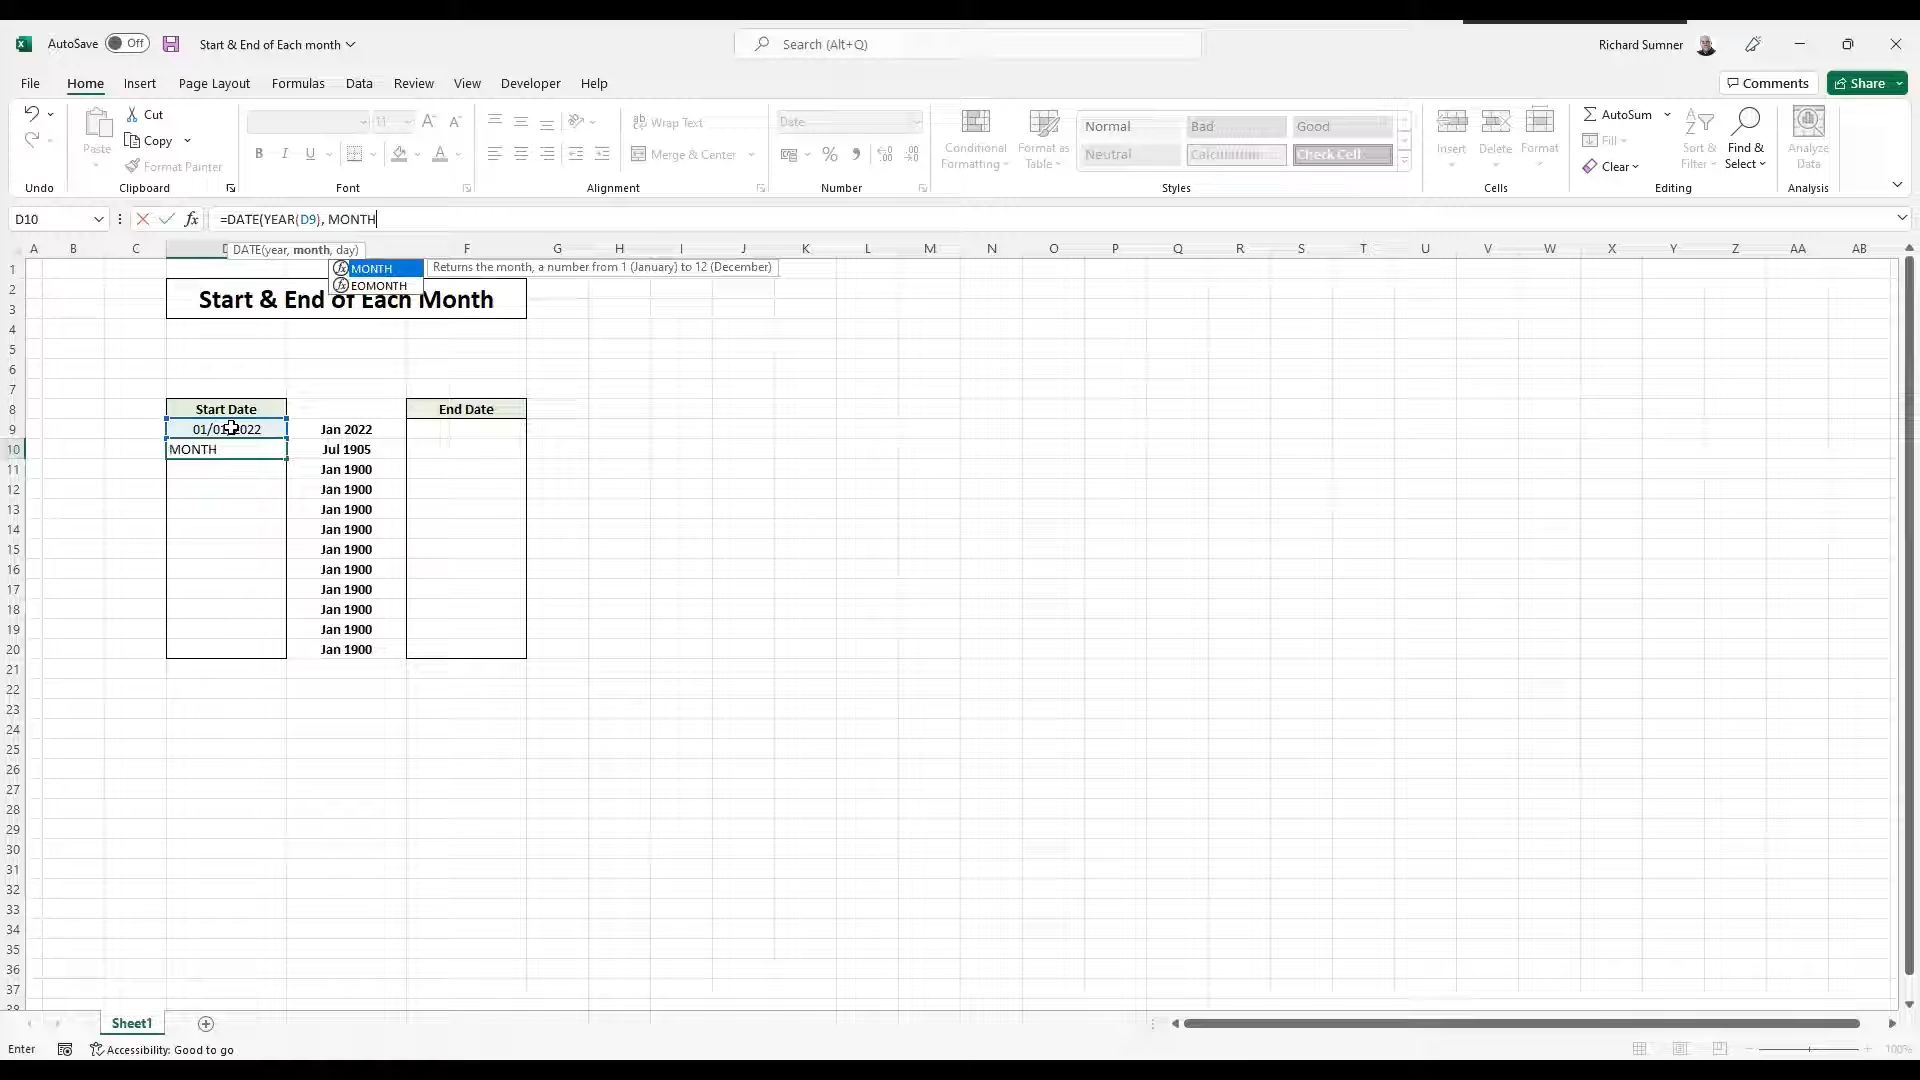 AutoSave Off Start & End of Each month Search (Alt+Q) Richard Sumner
File Home Insert Page Layout Formulas Data Review View Developer Help Comments Share
Cut
Copy
Format Painter
Paste
11
B I U
Wrap Text
Merge & Center
Date
%
Conditional Formatting
Format as Table
Normal Bad Good
Neutral Calculation Check Cell
Insert Delete Format
AutoSum
Fill
Clear
Sort & Filter
Find & Select
Analyze Data
Undo Clipboard Font Alignment Number Styles Cells Editing Analysis
D10 fx =DATE(YEAR(D9), MONTH
DATE(year, month, day)
A B C D F G H I J K L M N O P Q R S T U V W X Y Z AA AB
MONTH Returns the month, a number from 1 (January) to 12 (December)
EOMONTH
1
2
Start & End of Each Month
3
4
5
6
7
8 Start Date End Date
9 01/01/2022 Jan 2022
10 MONTH Jul 1905
11 Jan 1900
12 Jan 1900
13 Jan 1900
14 Jan 1900
15 Jan 1900
16 Jan 1900
17 Jan 1900
18 Jan 1900
19 Jan 1900
20 Jan 1900
21
22
23
24
25
26
27
28
29
30
31
32
33
34
35
36
37
38
Sheet1
Enter Accessibility: Good to go 100%